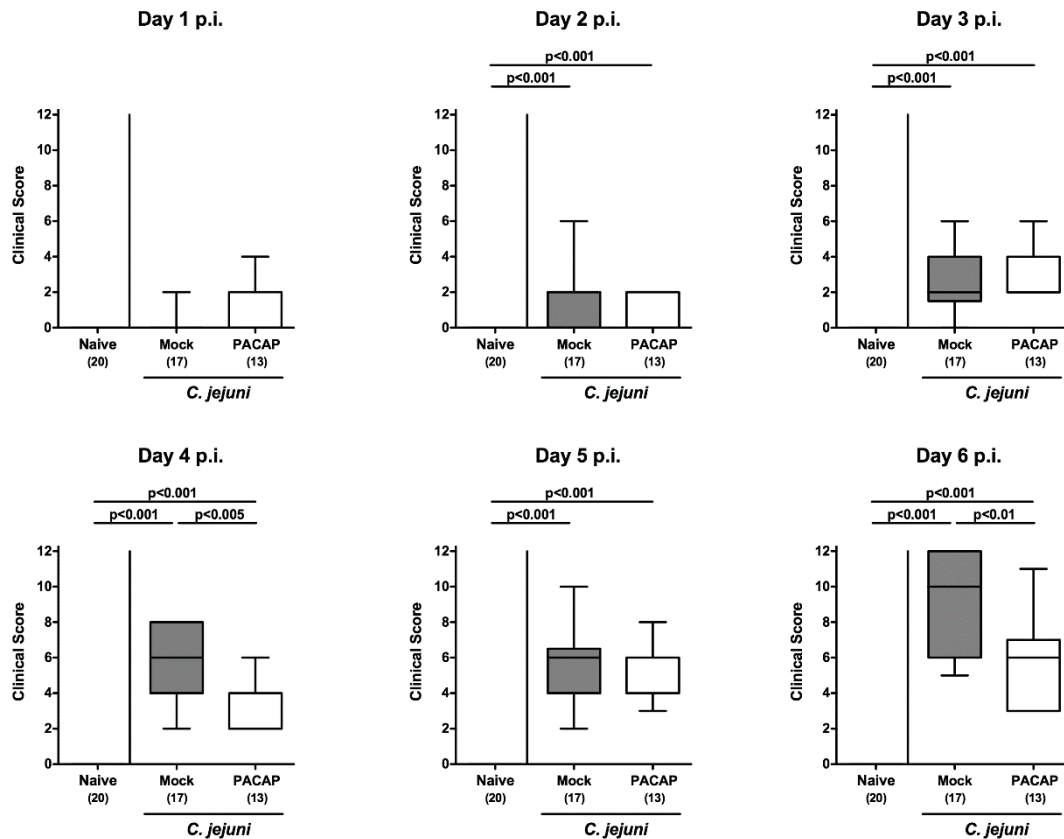 Day 1 p.i.
Clinical Score
12
10
8
6
4
2
0
Naive Mock PACAP
(20) (17) (13)
C. jejuni
Day 2 p.i.
p<0.001
p<0.001
Clinical Score
12
10
8
6
4
2
0
Naive Mock PACAP
(20) (17) (13)
C. jejuni
Day 3 p.i.
p<0.001
p<0.001
Clinical Score
12
10
8
6
4
2
0
Naive Mock PACAP
(20) (17) (13)
C. jejuni
Day 4 p.i.
p<0.001
p<0.001 p<0.005
Clinical Score
12
10
8
6
4
2
0
Naive Mock PACAP
(20) (17) (13)
C. jejuni
Day 5 p.i.
p<0.001
p<0.001
Clinical Score
12
10
8
6
4
2
0
Naive Mock PACAP
(20) (17) (13)
C. jejuni
Day 6 p.i.
p<0.001
p<0.001 p<0.01
Clinical Score
12
10
8
6
4
2
0
Naive Mock PACAP
(20) (17) (13)
C. jejuni